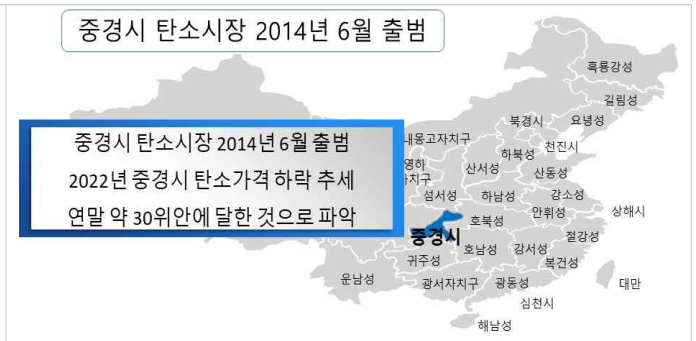 중경시 탄소시장 2014년 6월 출범
중경시 탄소시장 2014년 6월 출범
2022년 중경시 탄소가격 하락 추세
연말 약 30위안에 달한 것으로 파악
흑룡강성
길림성
요녕성
북경시
내몽고자치구
하북성
천진시
영하
자치구
산서성
산동성
섬서성
하남성
강소성
안휘성
상해시
호북성
중경시
절강성
호남성
강서성
복건성
귀주성
운남성
광서자치구
광동성
대만
심천시
해남성